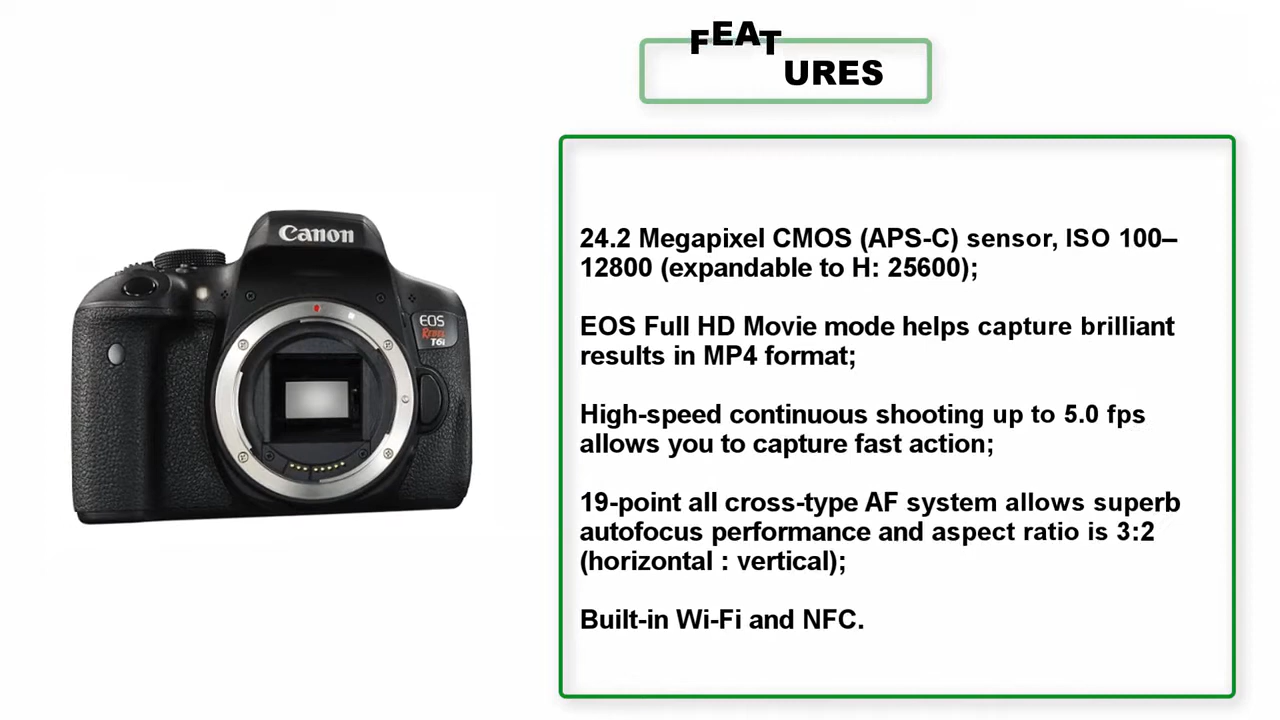 FEAT
URES
Canon
EOS
REBEL
T6i
24.2 Megapixel CMOS (APS-C) sensor, ISO 100–
12800 (expandable to H: 25600);
EOS Full HD Movie mode helps capture brilliant
results in MP4 format;
High-speed continuous shooting up to 5.0 fps
allows you to capture fast action;
19-point all cross-type AF system allows superb
autofocus performance and aspect ratio is 3:2
(horizontal : vertical);
Built-in Wi-Fi and NFC.